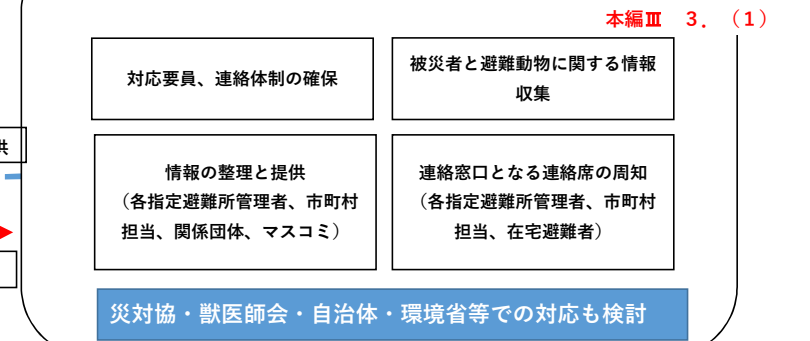 本編Ⅲ　３．（１）
対応要員、連絡体制の確保
被災者と避難動物に関する情報
収集
供
情報の整理と提供
（各指定避難所管理者、市町村
担当、関係団体、マスコミ）
連絡窓口となる連絡席の周知
（各指定避難所管理者、市町村
担当、在宅避難者）
災対協・獣医師会・自治体・環境省等での対応も検討